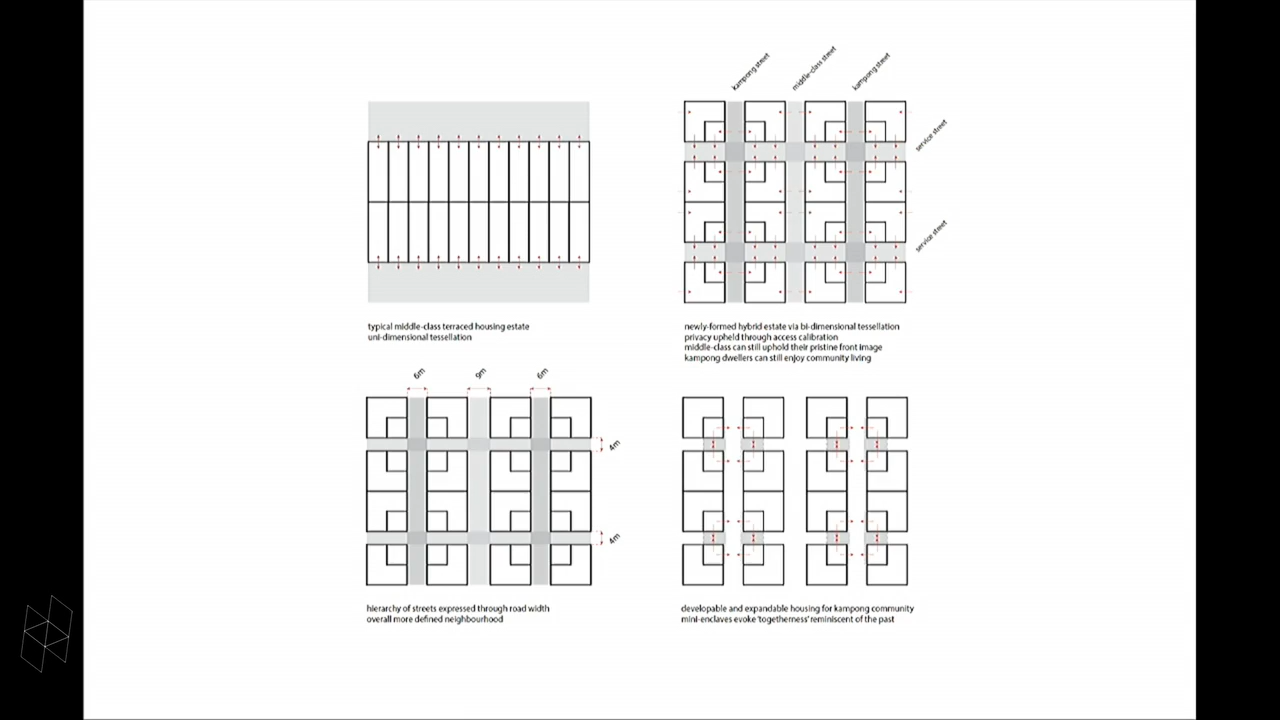 kampong street
middle-class street
kampong street
service street
service street
typical middle-class terraced housing estate
uni-dimensional tessellation
newly-formed hybrid estate via bi-dimensional tessellation
privacy upheld through access calibration
middle-class can still uphold their pristine front image
kampong dwellers can still enjoy community living
6m
9m
6m
4m
4m
hierarchy of streets expressed through road width
overall more defined neighbourhood
developable and expandable housing for kampong community
mini-enclaves evoke 'togetherness' reminiscent of the past